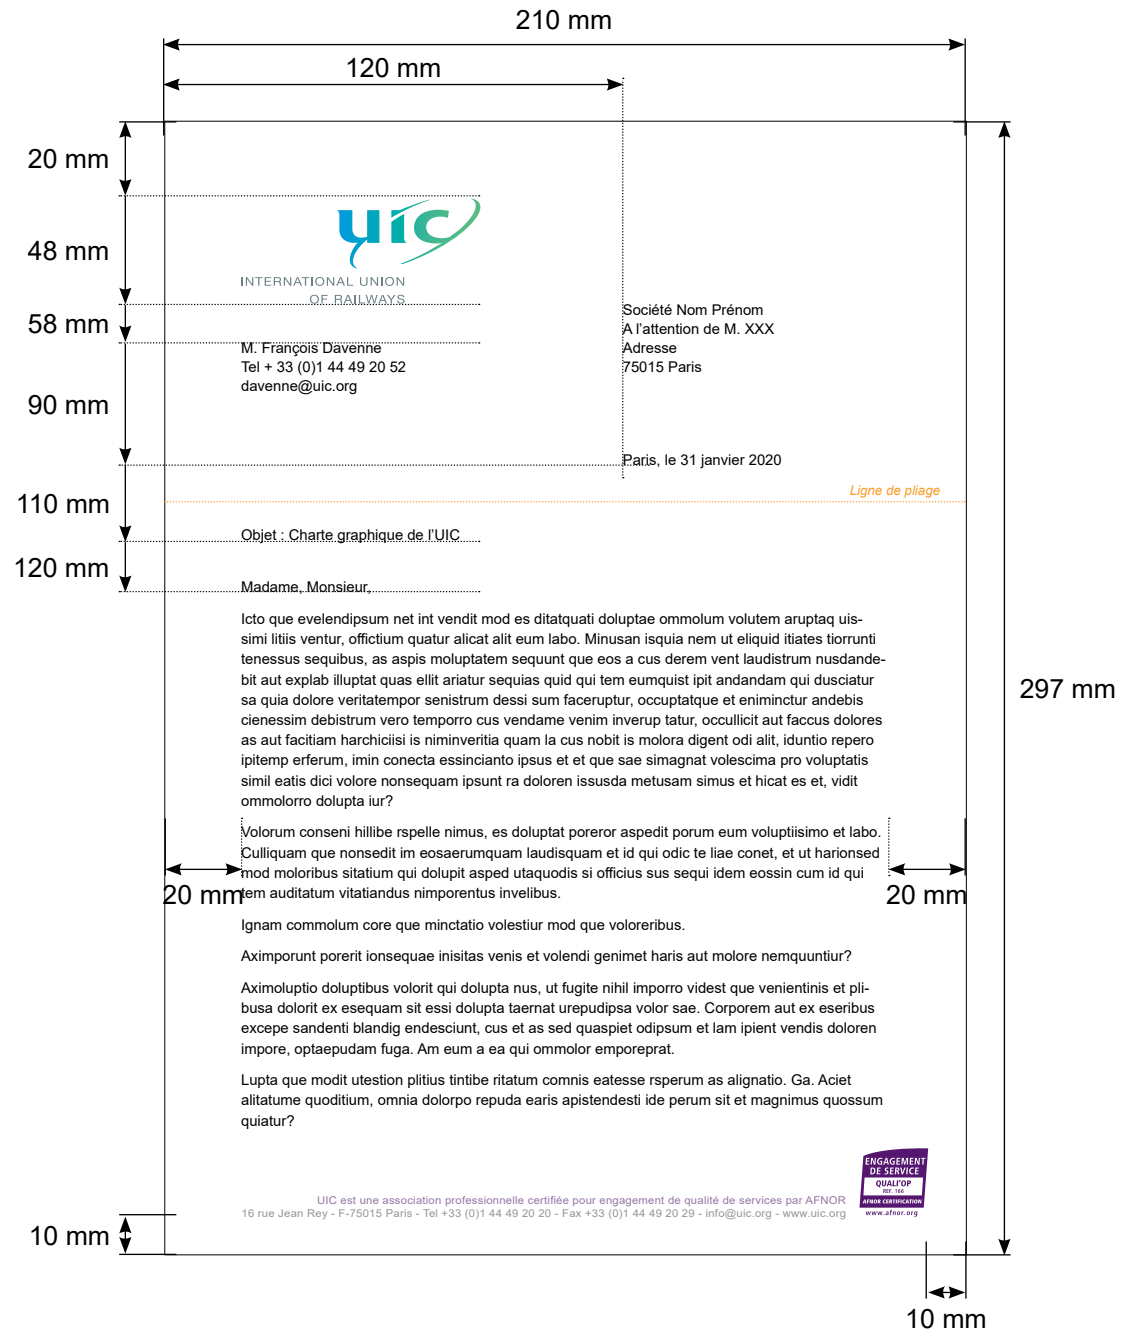 210 mm
120 mm
20 mm
uic
48 mm
INTERNATIONAL UNION
OF RAILWAYS
58 mm
Société Nom Prénom
A l'attention de M. XXX
Adresse
75015 Paris
M. François Davenne
Tel + 33 (0)1 44 49 20 52
davenne@uic.org
90 mm
Paris, le 31 janvier 2020
Ligne de pliage
110 mm
Objet : Charte graphique de l'UIC
120 mm
Madame, Monsieur,
Icto que evelendipsum net int vendit mod es ditatquati doluptae ommolum volutem aruptaq uis-
simi litiis ventur, offictium quatur alicat alit eum labo. Minusan isquia nem ut eliquid itiates tiorrunti
tenessus sequibus, as aspis moluptatem sequunt que eos a cus derem vent laudistrum nusdande-
bit aut explab illuptat quas ellit ariatur sequias quid qui tem eumquist ipit andandam qui dusciatur
sa quia dolore veritatempor senistrum dessi sum faceruptur, occuptatque et enimincturandebis
cienessim debistrum vero temporro cus vendame venim inverup tatur, occullicit aut faccus dolores
as aut facitiam harchiciisi is niminveritia quam la cus nobit is molora digent odi alit, iduntio repero
ipitemp erferum, imin conecta essincianto ipsus et et que sae simagnat volescima pro voluptatis
simil eatis dici volore nonsequam ipsunt ra doloren issusda metusam simus et hicat es et, vidit
ommolorro dolupta iur?
297 mm
Volorum conseni hillibe rspelle nimus, es doluptat poreror aspedit porum eum voluptiisimo et labo.
Culliquam que nonsedit im eosaerumquam laudisquam et id qui odic te liae conet, et ut harionsed
mod moloribus sitatium qui dolupit asped utaquodis si officius sus sequi idem eossin cum id qui
tem auditatum vitatiandus nimporentus invelibus.
20 mm
20 mm
Ignam commolum core que minctatio volestiur mod que voloreribus.
Aximporunt porerit ionsequae inisitas venis et volendi genimet haris aut molore nemquuntiur?
Aximoluptio doluptibus volorit qui dolupta nus, ut fugite nihil imporro videst que venientinis et pli-
busa dolorit ex esequam sit essi dolupta taernat urepudipsa volor sae. Corporem aut ex eseribus
excepe sandenti blandig endesciunt, cus et as sed quaspiet odipsum et lam ipient vendis doloren
impore, optaepudam fuga. Am eum a ea qui ommolor emporeprat.
Lupta que modit utestion plitius tintibe ritatum comnis eatesse rsperum as alignatio. Ga. Aciet
alitatume quoditium, omnia dolorpo repuda earis apistendesti ide perum sit et magnimus quossum
quiatur?
ENGAGEMENT
DE SERVICE
QUALI'OP
REF. 166
AFNOR CERTIFICATION
www.afnor.org
UIC est une association professionnelle certifiée pour engagement de qualité de services par AFNOR
16 rue Jean Rey - F-75015 Paris - Tel +33 (0)1 44 49 20 20 - Fax +33 (0)1 44 49 20 29 - info@uic.org - www.uic.org
10 mm
10 mm